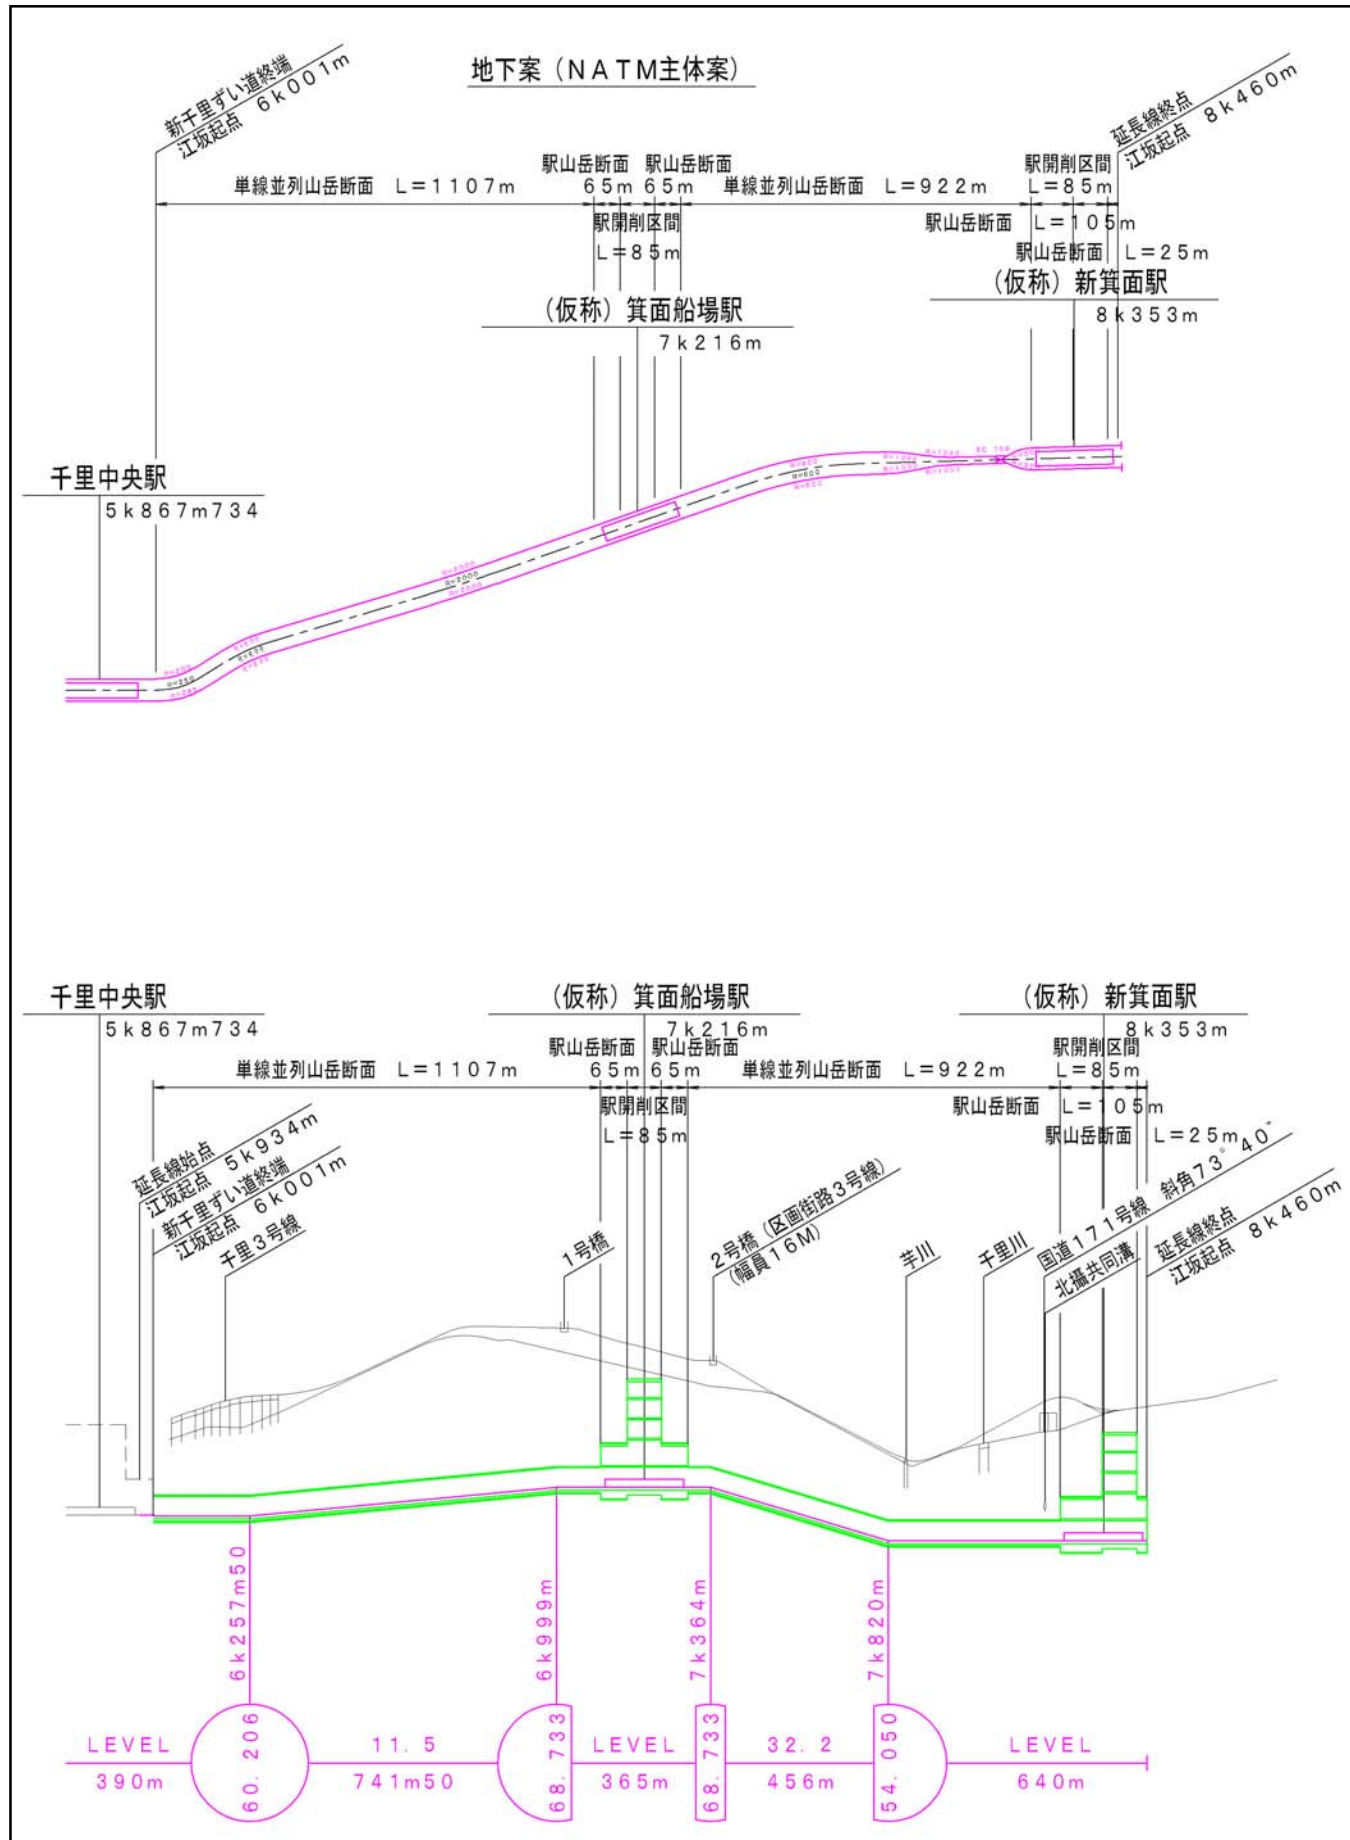 地下案（ＮＡＴＭ主体案）
新千里ずい道終端
江坂起点 6k001m
延長線終点
江坂起点 8k460m
単線並列山岳断面 L=1107m
駅山岳断面
65m
駅山岳断面
65m
駅開削区間
L=85m
単線並列山岳断面 L=922m
駅開削区間
L=85m
駅山岳断面 L=105m
駅山岳断面 L=25m
（仮称）箕面船場駅
7k216m
（仮称）新箕面駅
8k353m
千里中央駅
5k867m734
R=2000
R=2000
R=2000
R=600
R=1000
R=1000
千里中央駅
5k867m734
（仮称）箕面船場駅
7k216m
（仮称）新箕面駅
8k353m
単線並列山岳断面 L=1107m
駅山岳断面
65m
駅山岳断面
65m
駅開削区間
L=85m
単線並列山岳断面 L=922m
駅開削区間
L=85m
駅山岳断面 L=105m
駅山岳断面 L=25m
延長線始点
江坂起点 5k934m
新千里ずい道終端
江坂起点 6k001m
千里3号線
1号橋
2号橋（区画街路3号線）
（幅員16M）
芋川
千里川
国道171号線 斜角73°40°
北摂共同溝
延長線終点
江坂起点 8k460m
6k257m50
6k999m
7k364m
7k820m
LEVEL
390m
60.206
11.5
741m50
68.733
LEVEL
365m
68.733
32.2
456m
54.050
LEVEL
640m